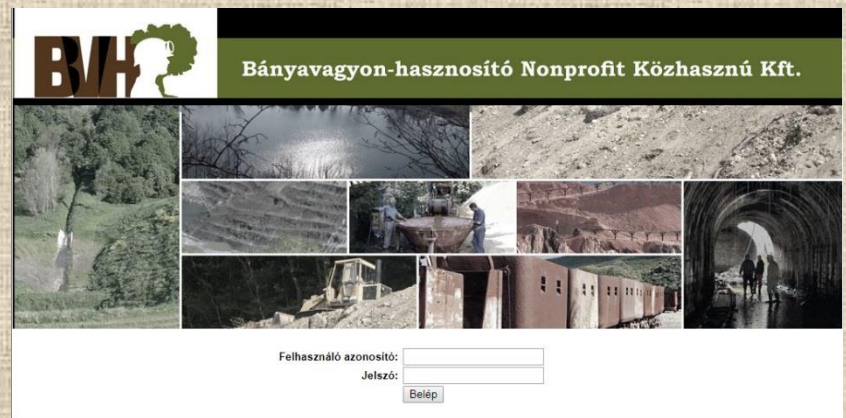 BVH
Bányavagyon-hasznosító Nonprofit Közhasznú Kft.
Felhasználó azonosító:
Jelszó:
Belép